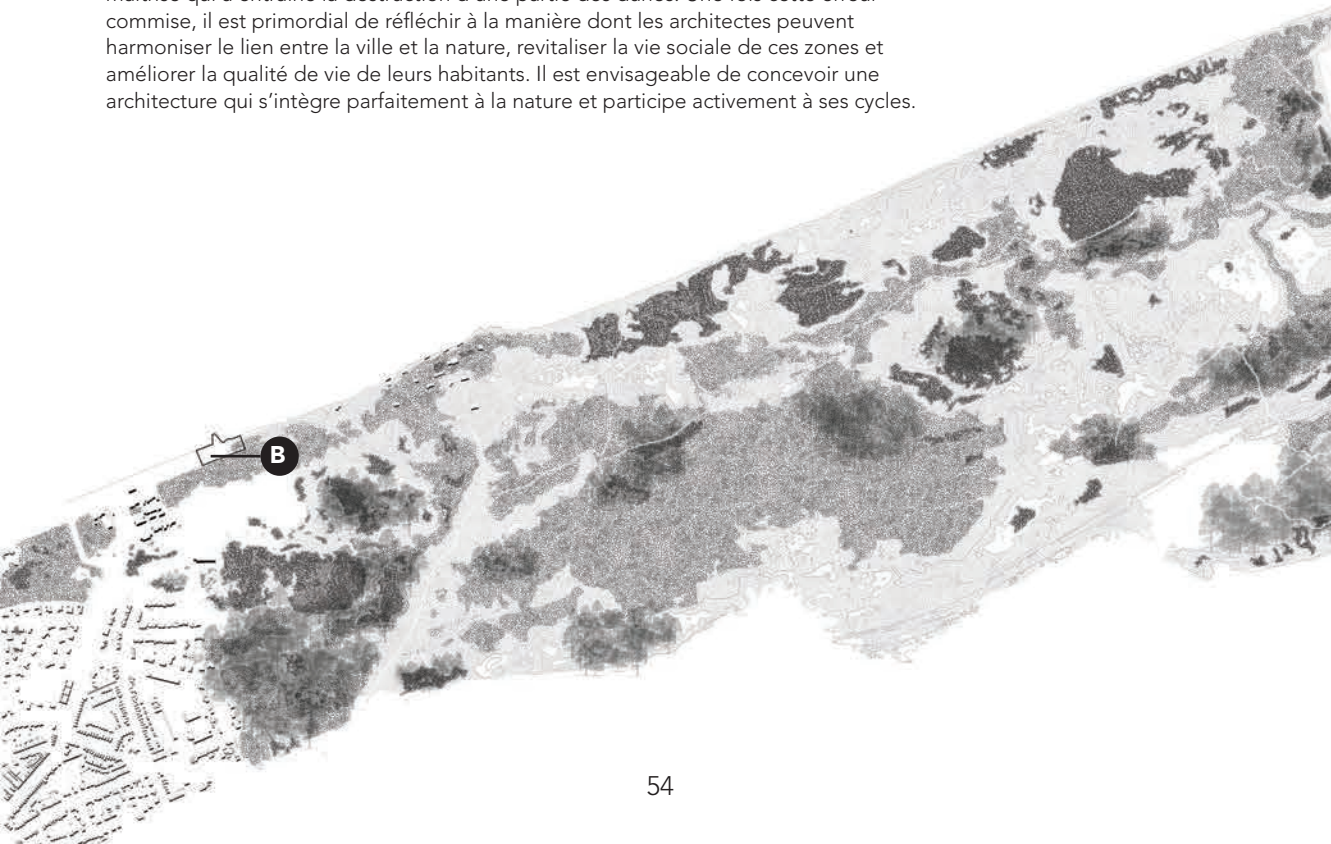 commise, il est primordial de réfléchir à la manière dont les architectes peuvent
harmoniser le lien entre la ville et la nature, revitaliser la vie sociale de ces zones et
améliorer la qualité de vie de leurs habitants. Il est envisageable de concevoir une
architecture qui s’intègre parfaitement à la nature et participe activement à ses cycles.
B
54